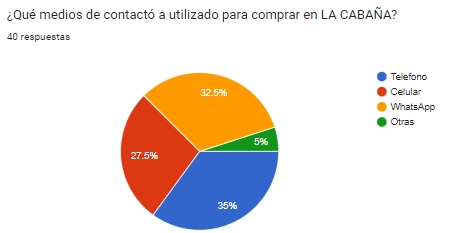 ¿Qué medios de contactó a utilizado para comprar en LA CABAÑA?
40 respuestas
32.5%
Telefono
Celular
WhatsApp
Otras
5%
27.5%
35%